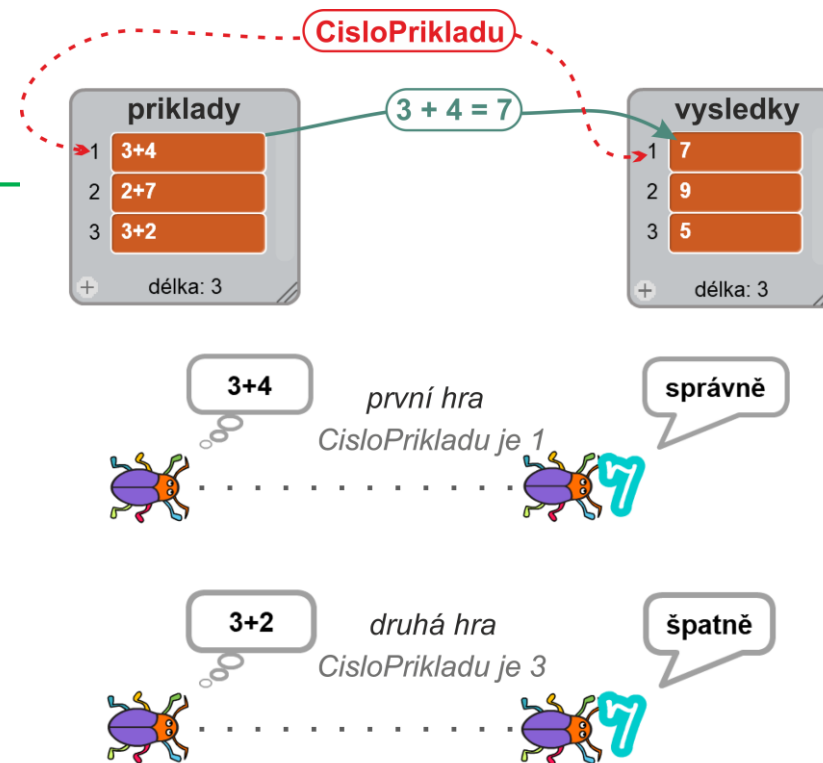 CisloPrikladu
priklady
3 + 4 = 7
vysledky
1 3+4
2 2+7
3 3+2
+ délka: 3
1 7
2 9
3 5
+ délka: 3
3+4
první hra
CisloPrikladu je 1
správně
7
3+2
druhá hra
CisloPrikladu je 3
špatně
7